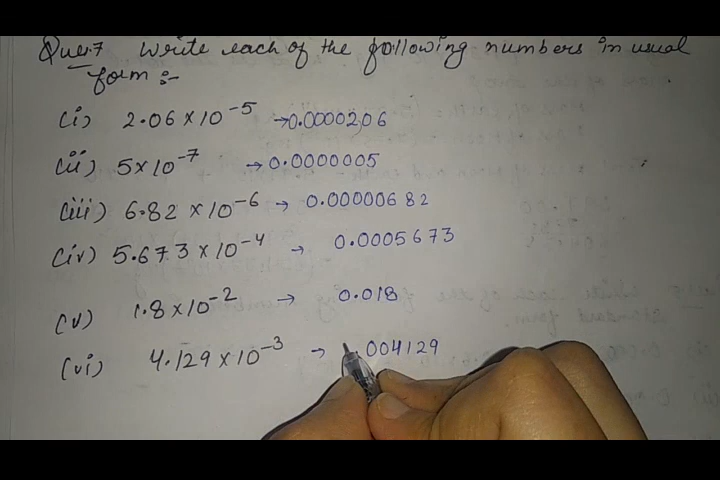 Ques.7 Write each of the following numbers in usual
form :-
(i) 2.06 × 10⁻⁵ → 0.0000206
(ii) 5 × 10⁻⁷ → 0.0000005
(iii) 6.82 × 10⁻⁶ → 0.00000682
(iv) 5.673 × 10⁻⁴ → 0.0005673
(v) 1.8 × 10⁻² → 0.018
(vi) 4.129 × 10⁻³ → .004129